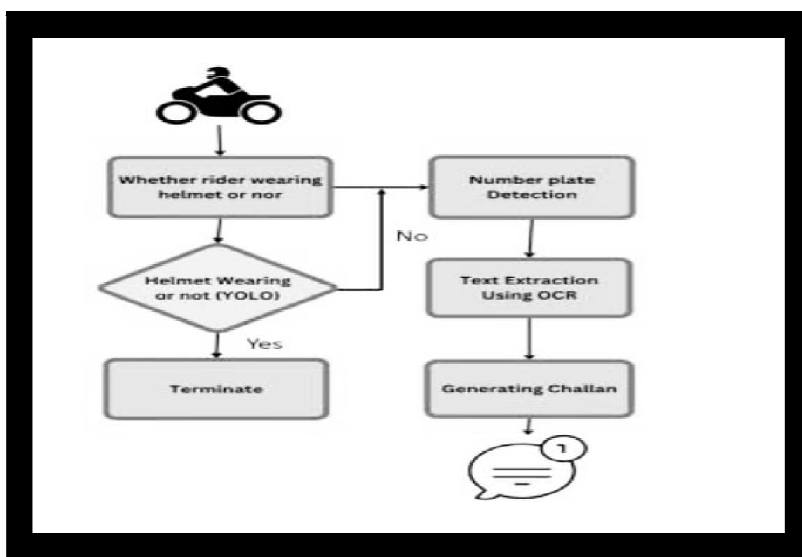 Whether rider wearing
helmet or nor
Helmet Wearing
or not (YOLO)
Yes
Terminate
No
Number plate
Detection
Text Extraction
Using OCR
Generating Challan
1